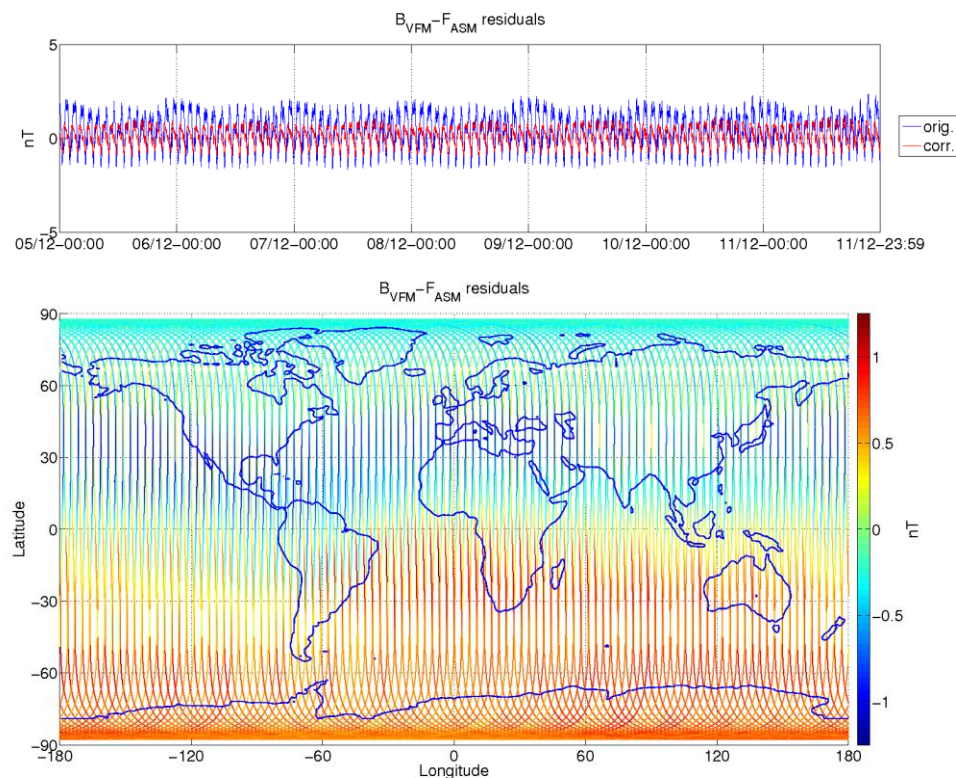 B_VFM−F_ASM residuals
5
0
−5
nT
05/12−00:00 06/12−00:00 07/12−00:00 08/12−00:00 09/12−00:00 10/12−00:00 11/12−00:00 11/12−23:59
orig.
corr.
B_VFM−F_ASM residuals
90
60
30
0
−30
−60
−90
Latitude
−180 −120 −60 0 60 120 180
Longitude
1
0.5
0
−0.5
−1
nT